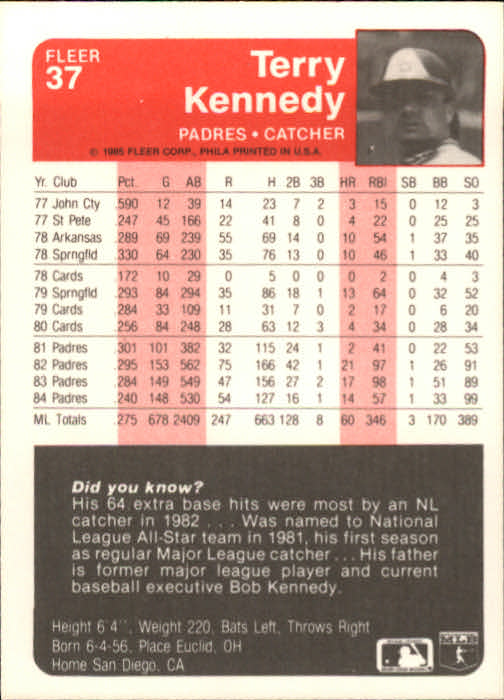 FLEER
37
Terry
Kennedy
PADRES • CATCHER
© 1985 FLEER CORP., PHILA PRINTED IN U.S.A.
Yr. Club Pct. G AB R H 2B 3B HR RBI SB BB SO
77 John Cty .590 12 39 14 23 7 2 3 15 0 12 3
77 St Pete .247 45 166 22 41 8 0 4 22 0 25 25
78 Arkansas .289 69 239 55 69 14 0 10 54 1 37 35
78 Sprngfld .330 64 230 35 76 13 0 10 46 1 33 40
78 Cards .172 10 29 0 5 0 0 0 2 0 4 3
79 Sprngfld .293 84 294 35 86 18 1 13 64 0 32 52
79 Cards .284 33 109 11 31 7 0 2 17 0 6 20
80 Cards .256 84 248 28 63 12 3 4 34 0 28 34
81 Padres .301 101 382 32 115 24 1 2 41 0 22 53
82 Padres .295 153 562 75 166 42 1 21 97 1 26 91
83 Padres .284 149 549 47 156 27 2 17 98 1 51 89
84 Padres .240 148 530 54 127 16 1 14 57 1 33 99
ML Totals .275 678 2409 247 663 128 8 60 346 3 170 389
Did you know?
His 64 extra base hits were most by an NL
catcher in 1982 . . . Was named to National
League All-Star team in 1981, his first season
as regular Major League catcher . . . His father
is former major league player and current
baseball executive Bob Kennedy.
Height 6'4", Weight 220, Bats Left, Throws Right
Born 6-4-56, Place Euclid, OH
Home San Diego, CA